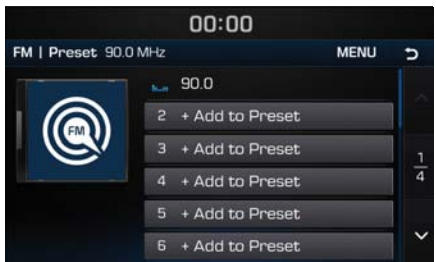 00:00
FM | Preset 90.0 MHz MENU
90.0
FM
2 + Add to Preset
3 + Add to Preset
4 + Add to Preset
5 + Add to Preset
6 + Add to Preset
1
4